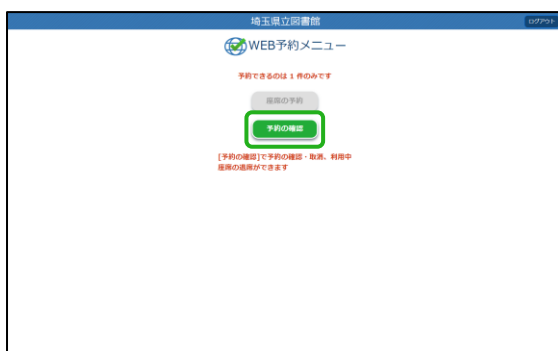 埼玉県立図書館
ログアウト
WEB予約メニュー
予約できるのは 1 件のみです
座席の予約
予約の確認
[予約の確認]で予約の確認・取消、利用中
座席の退席ができます